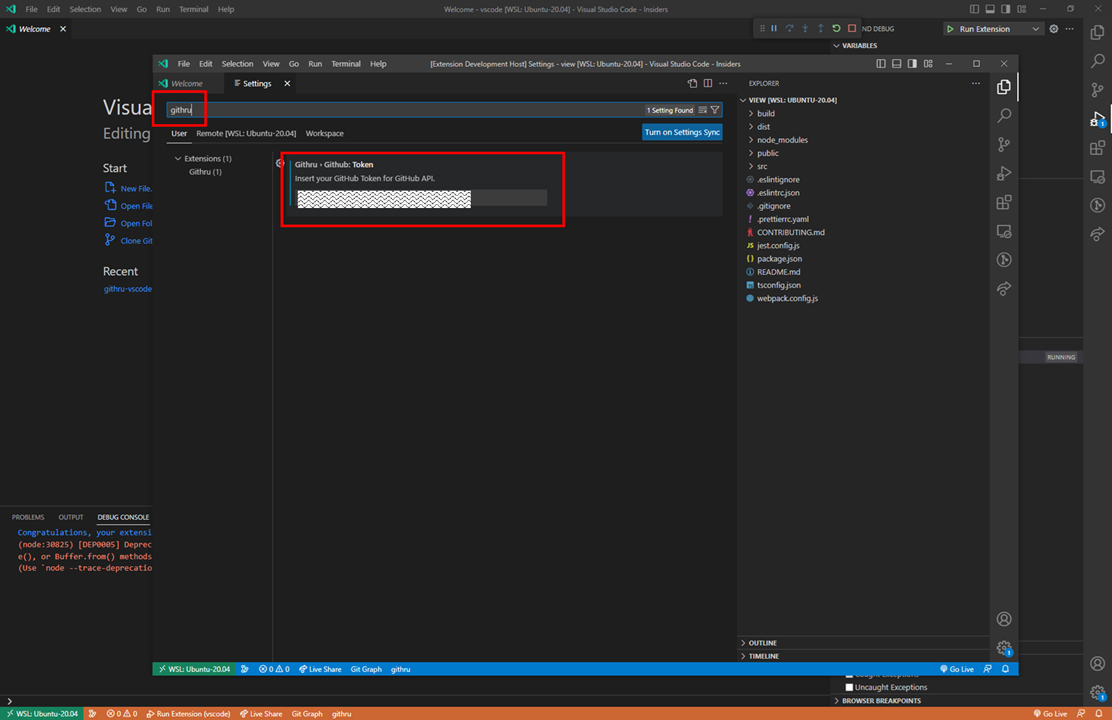 File Edit Selection View Go Run Terminal Help
Welcome - vscode [WSL: Ubuntu-20.04] - Visual Studio Code - Insiders
Welcome
ND DEBUG
Run Extension
VARIABLES
Visua
Editing
Start
New File.
Open File
Open Fol
Clone Git
Recent
githru-vscode
File Edit Selection View Go Run Terminal Help
[Extension Development Host] Settings - view [WSL: Ubuntu-20.04] - Visual Studio Code - Insiders
Welcome
Settings
githru
1 Setting Found
User Remote [WSL: Ubuntu-20.04] Workspace
Turn on Settings Sync
Extensions (1)
Githru (1)
Githru › Github: Token
Insert your GitHub Token for GitHub API.
EXPLORER
VIEW [WSL: UBUNTU-20.04]
build
dist
node_modules
public
src
.eslintignore
.eslintrc.json
.gitignore
.prettierrc.yaml
CONTRIBUTING.md
jest.config.js
package.json
README.md
tsconfig.json
webpack.config.js
OUTLINE
TIMELINE
WSL: Ubuntu-20.04 0 0 Live Share Git Graph githru
Go Live
1
RUNNING
PROBLEMS OUTPUT DEBUG CONSOLE
Congratulations, your extensi
(node:30825) [DEP0005] Deprec
e(), or Buffer.from() methods
(Use `node --trace-deprecatio
Caught Exceptions
Uncaught Exceptions
BROWSER BREAKPOINTS
1
1
WSL: Ubuntu-20.04 0 0 Run Extension (vscode) Live Share Git Graph githru
Go Live